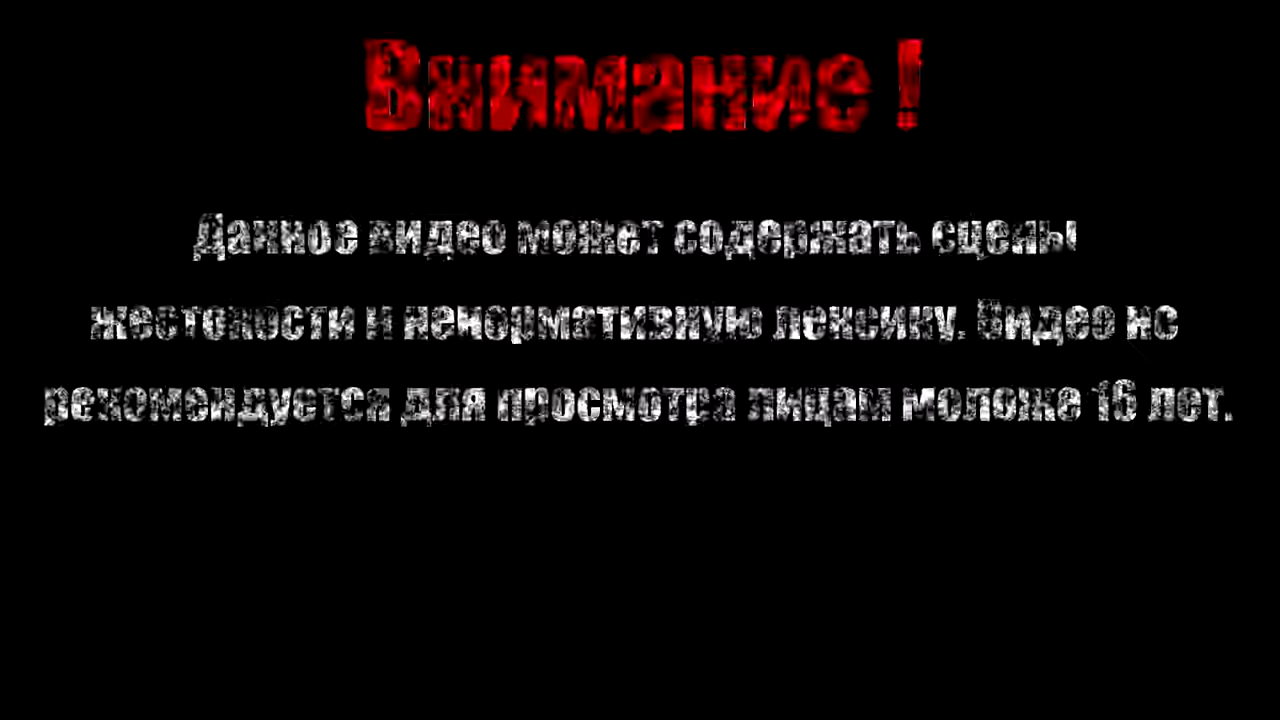 Внимание !
Данное видео может содержать сцены
жестокости и ненормативную лексику. Видео не
рекомендуется для просмотра лицам моложе 16 лет.